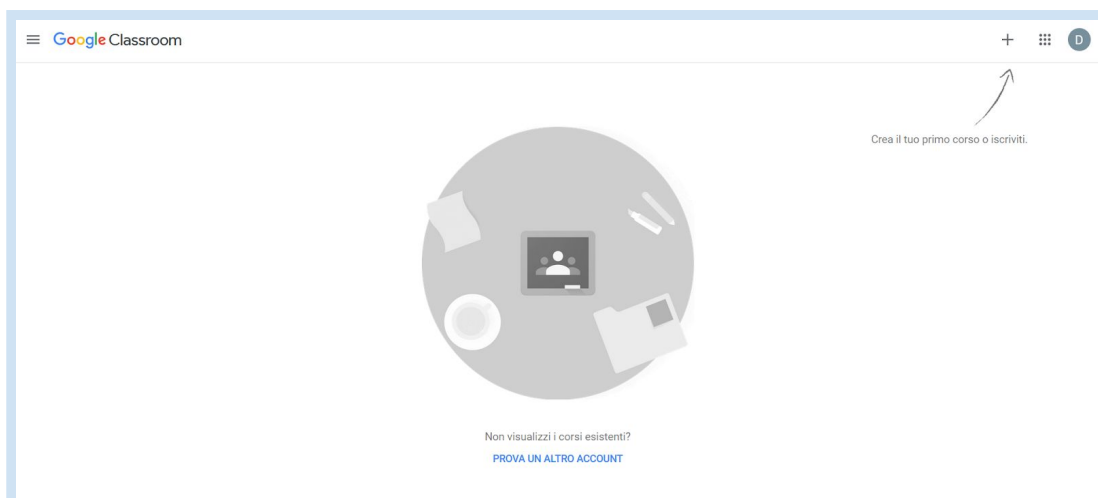 Google Classroom
D
Crea il tuo primo corso o iscriviti.
Non visualizzi i corsi esistenti?
PROVA UN ALTRO ACCOUNT